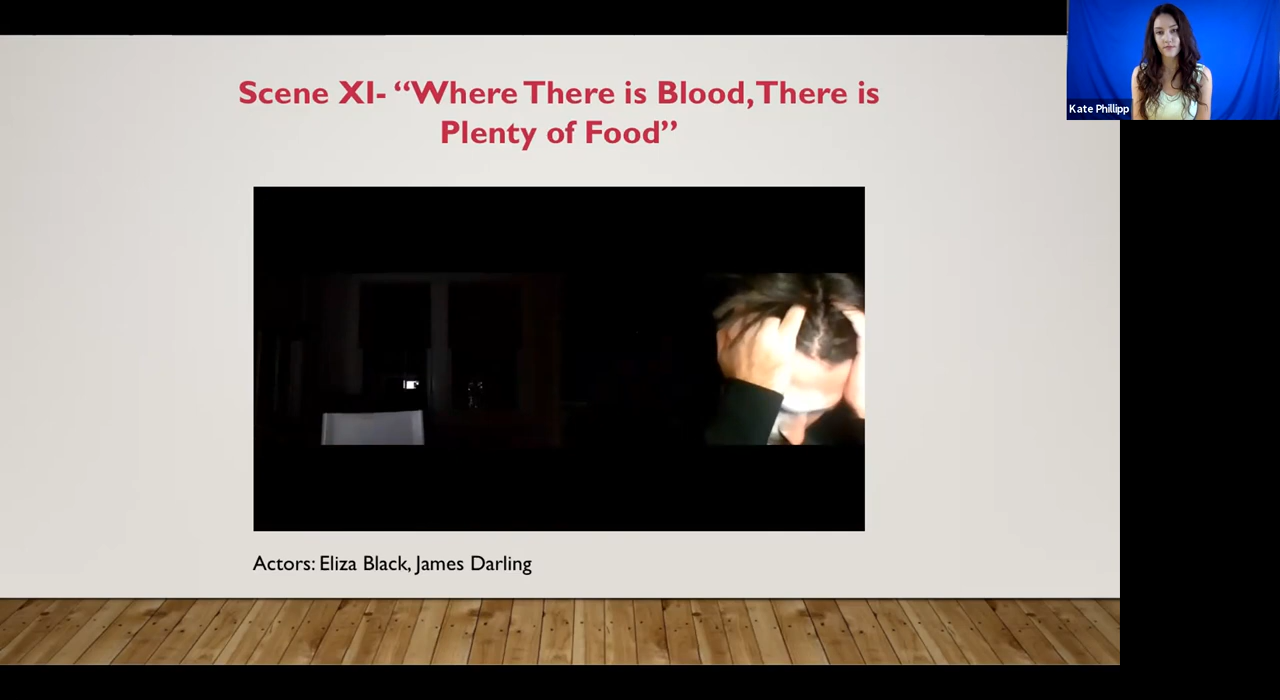 Scene XI- “Where There is Blood, There is
Plenty of Food”
Kate Phillipp
Actors: Eliza Black, James Darling